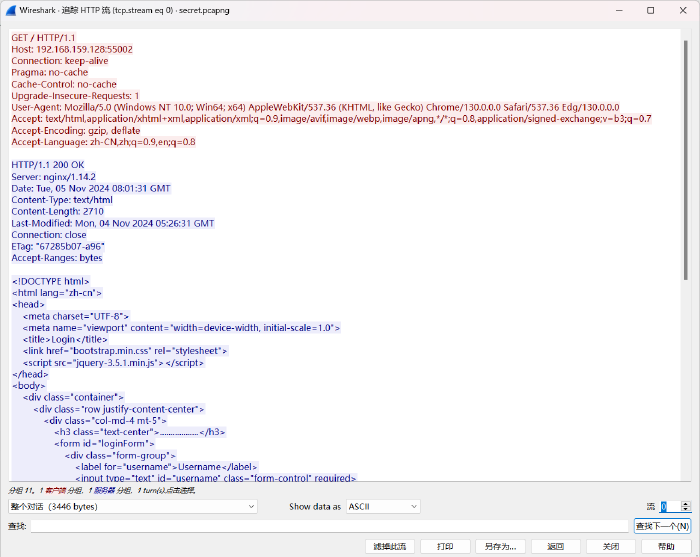 Wireshark · 追踪 HTTP 流 (tcp.stream eq 0) · secret.pcapng
GET / HTTP/1.1
Host: 192.168.159.128:55002
Connection: keep-alive
Pragma: no-cache
Cache-Control: no-cache
Upgrade-Insecure-Requests: 1
User-Agent: Mozilla/5.0 (Windows NT 10.0; Win64; x64) AppleWebKit/537.36 (KHTML, like Gecko) Chrome/130.0.0.0 Safari/537.36 Edg/130.0.0.0
Accept: text/html,application/xhtml+xml,application/xml;q=0.9,image/avif,image/webp,image/apng,*/*;q=0.8,application/signed-exchange;v=b3;q=0.7
Accept-Encoding: gzip, deflate
Accept-Language: zh-CN,zh;q=0.9,en;q=0.8
HTTP/1.1 200 OK
Server: nginx/1.14.2
Date: Tue, 05 Nov 2024 08:01:31 GMT
Content-Type: text/html
Content-Length: 2710
Last-Modified: Mon, 04 Nov 2024 05:26:31 GMT
Connection: close
ETag: "67285b07-a96"
Accept-Ranges: bytes
<!DOCTYPE html>
<html lang="zh-cn">
<head>
<meta charset="UTF-8">
<meta name="viewport" content="width=device-width, initial-scale=1.0">
<title>Login</title>
<link href="bootstrap.min.css" rel="stylesheet">
<script src="jquery-3.5.1.min.js"></script>
</head>
<body>
<div class="container">
<div class="row justify-content-center">
<div class="col-md-4 mt-5">
<h3 class="text-center">..................</h3>
<form id="loginForm">
<div class="form-group">
<label for="username">Username</label>
<input type="text" id="username" class="form-control" required>
分组 11。1 客户端 分组, 1 服务器 分组, 1 turn(s).点击选择。
整个对话 (3446 bytes)
Show data as ASCII
流 0
查找:
查找下一个(N)
滤掉此流 打印 另存为... 返回 关闭 帮助